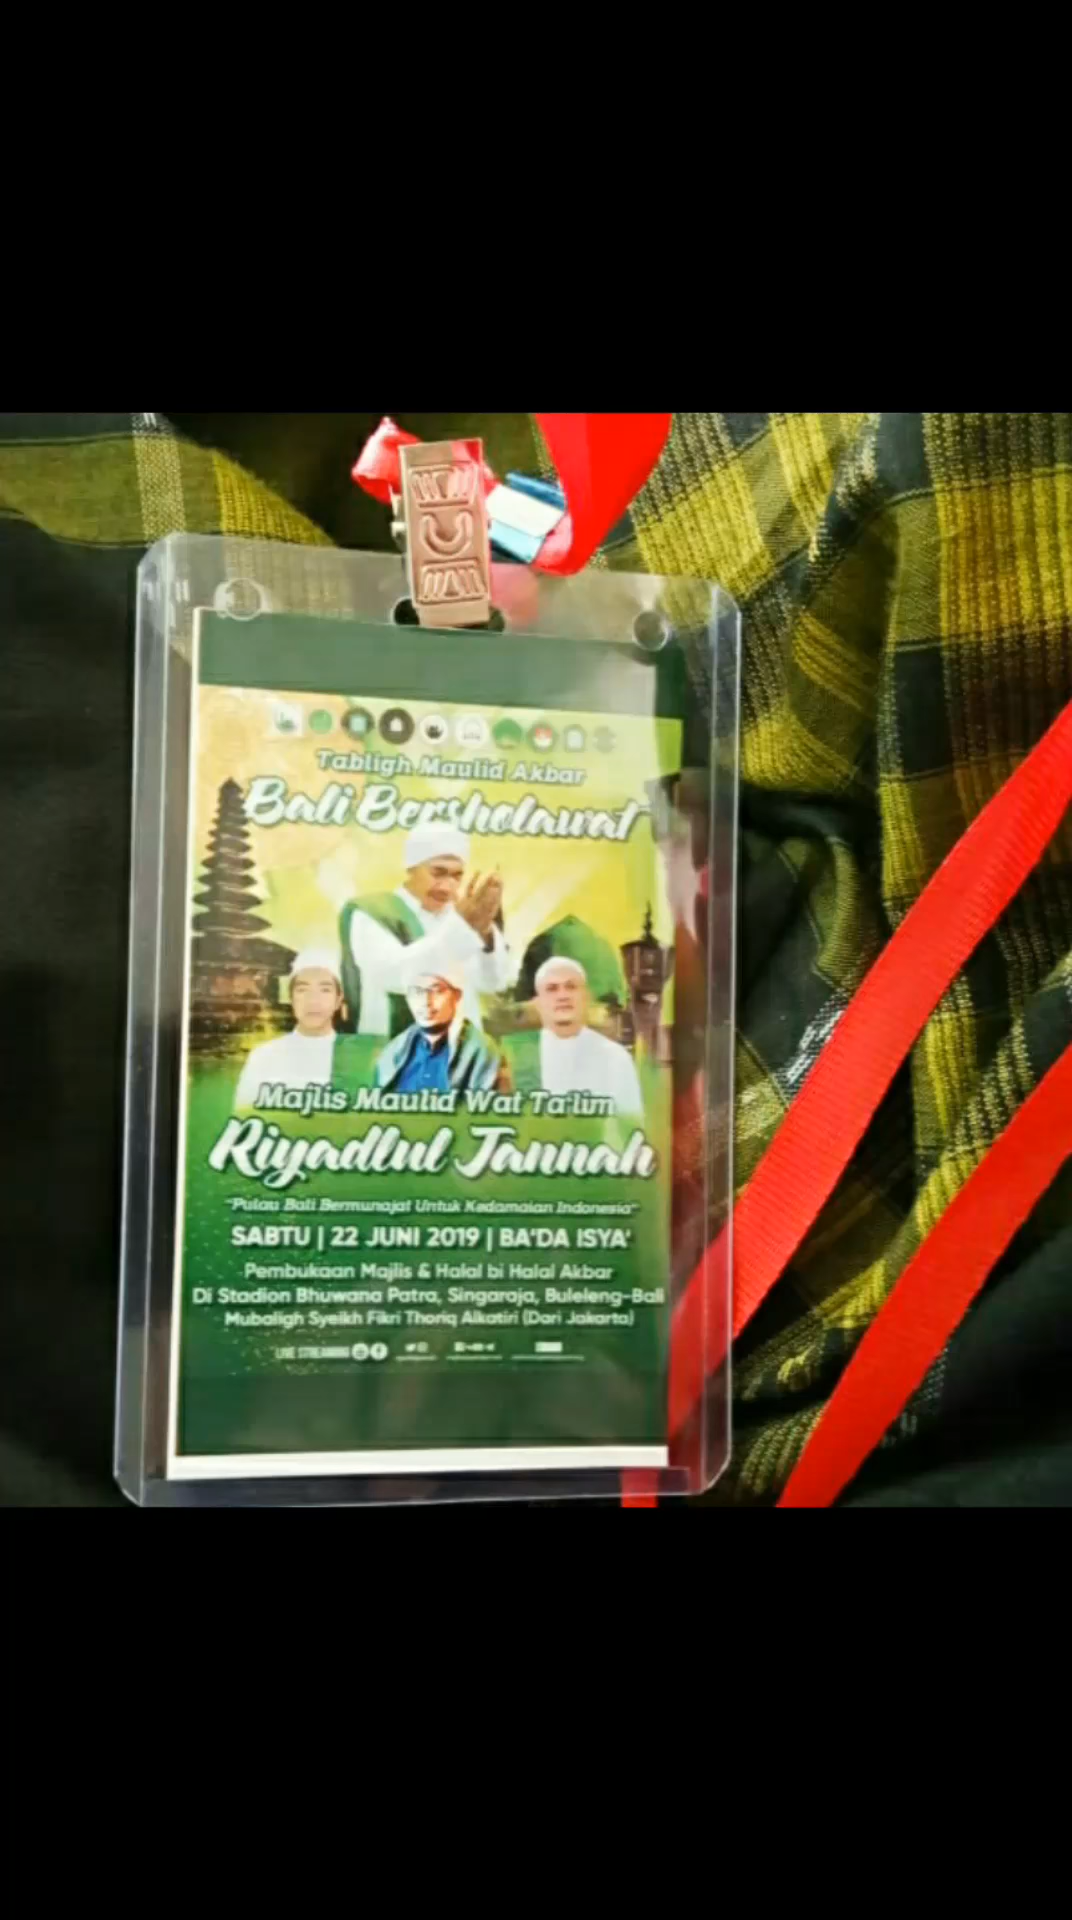 Tabligh Maulid Akbar
Bali Bersholawat
Majlis Maulid Wat Ta'lim
Riyadlul Jannah
"Pulau Bali Bermunajat Untuk Kedamaian Indonesia"
SABTU | 22 JUNI 2019 | BA'DA ISYA'
Pembukaan Majlis & Halal bi Halal Akbar
Di Stadion Bhuwana Patra, Singaraja, Buleleng-Bali
Mubaligh Syeikh Fikri Thoriq Alkatiri (Dari Jakarta)
LIVE STREAMING